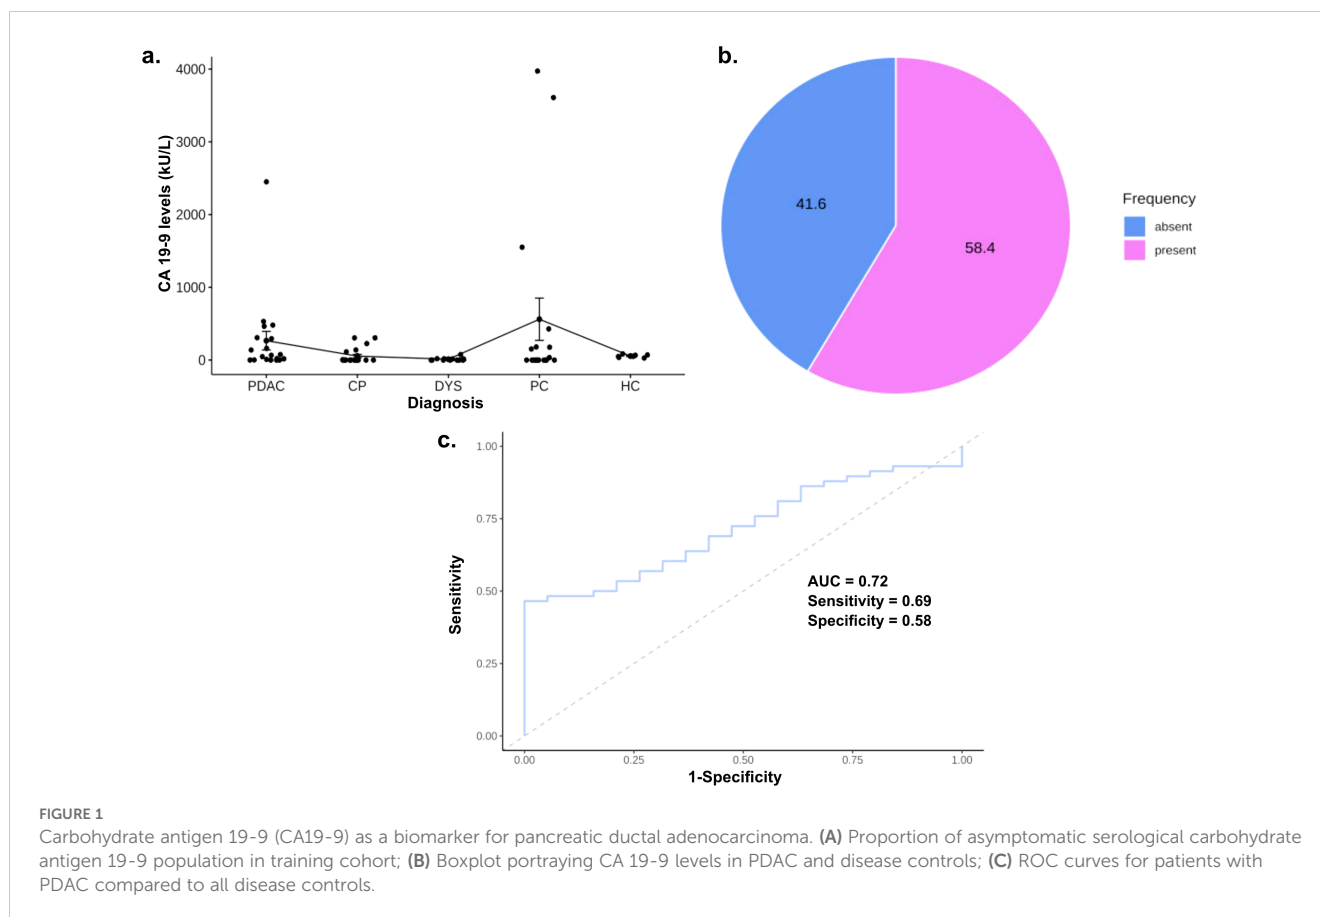 a.
4000
3000
2000
1000
0
CA 19-9 levels (kU/L)
PDAC CP DYS PC HC
Diagnosis
b.
41.6
58.4
Frequency
absent
present
c.
1.00
0.75
0.50
0.25
0.00
Sensitivity
AUC = 0.72
Sensitivity = 0.69
Specificity = 0.58
0.00 0.25 0.50 0.75 1.00
1-Specificity
FIGURE 1
Carbohydrate antigen 19-9 (CA19-9) as a biomarker for pancreatic ductal adenocarcinoma. (A) Proportion of asymptomatic serological carbohydrate
antigen 19-9 population in training cohort; (B) Boxplot portraying CA 19-9 levels in PDAC and disease controls; (C) ROC curves for patients with
PDAC compared to all disease controls.